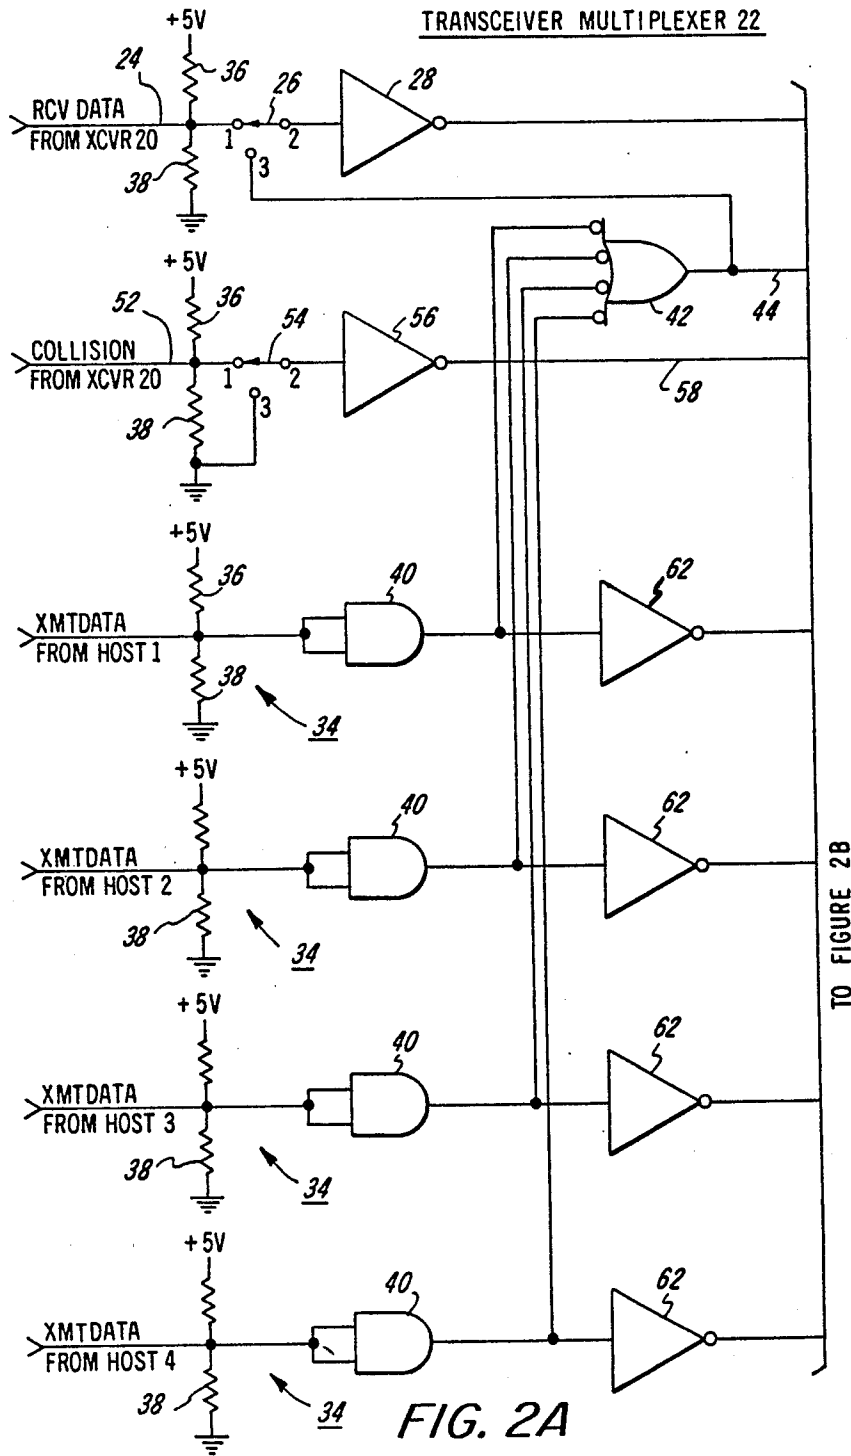 TRANSCEIVER MULTIPLEXER 22
+5V
36
24
26
28
RCV DATA
FROM XCVR 20
1
2
3
38
+5V
36
52
54
56
42
44
COLLISION
FROM XCVR 20
1
2
3
58
38
+5V
36
40
62
XMTDATA
FROM HOST 1
38
34
+5V
40
62
XMTDATA
FROM HOST 2
38
34
TO FIGURE 2B
+5V
40
62
XMTDATA
FROM HOST 3
38
34
+5V
40
62
XMTDATA
FROM HOST 4
38
34
FIG. 2A